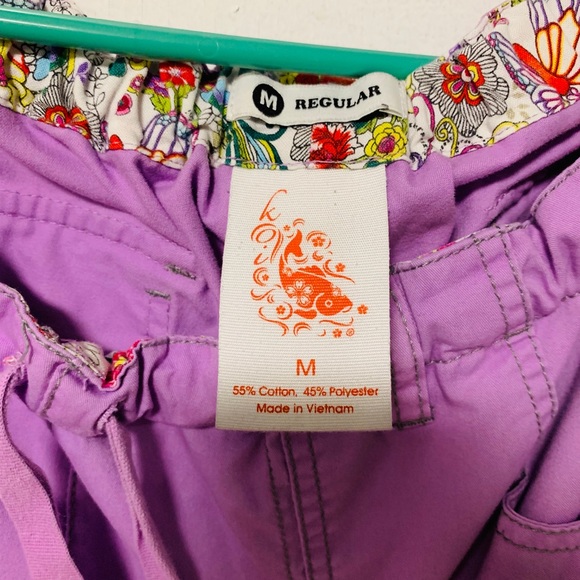 M REGULAR
koi
M
55% Cotton, 45% Polyester
Made in Vietnam